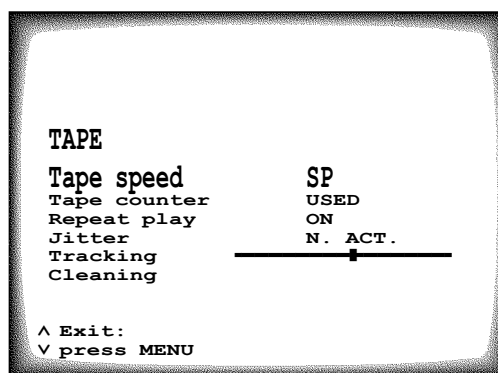 TAPE
Tape speed SP
Tape counter USED
Repeat play ON
Jitter N. ACT.
Tracking
Cleaning
^ Exit:
v press MENU